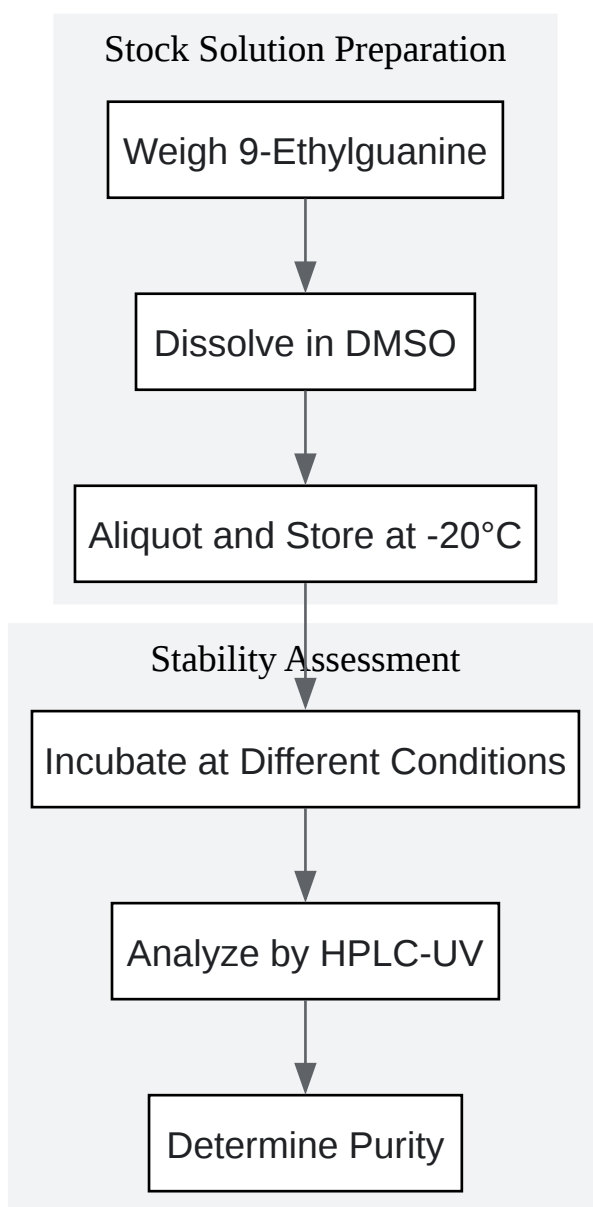 Stock Solution Preparation
Weigh 9-Ethylguanine
Dissolve in DMSO
Aliquot and Store at -20°C
Stability Assessment
Incubate at Different Conditions
Analyze by HPLC-UV
Determine Purity